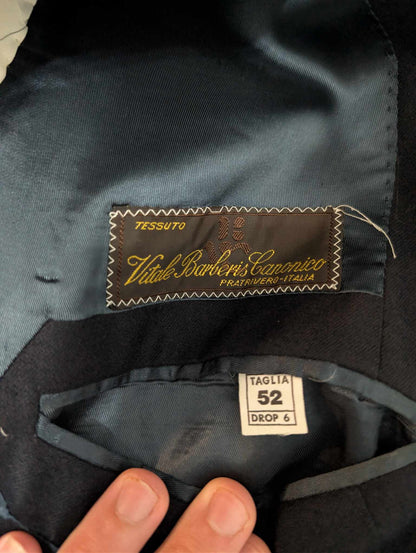 TESSUTO
Vitale Barberis Canonico
PRATRIVERO-ITALIA
TAGLIA
52
DROP 6